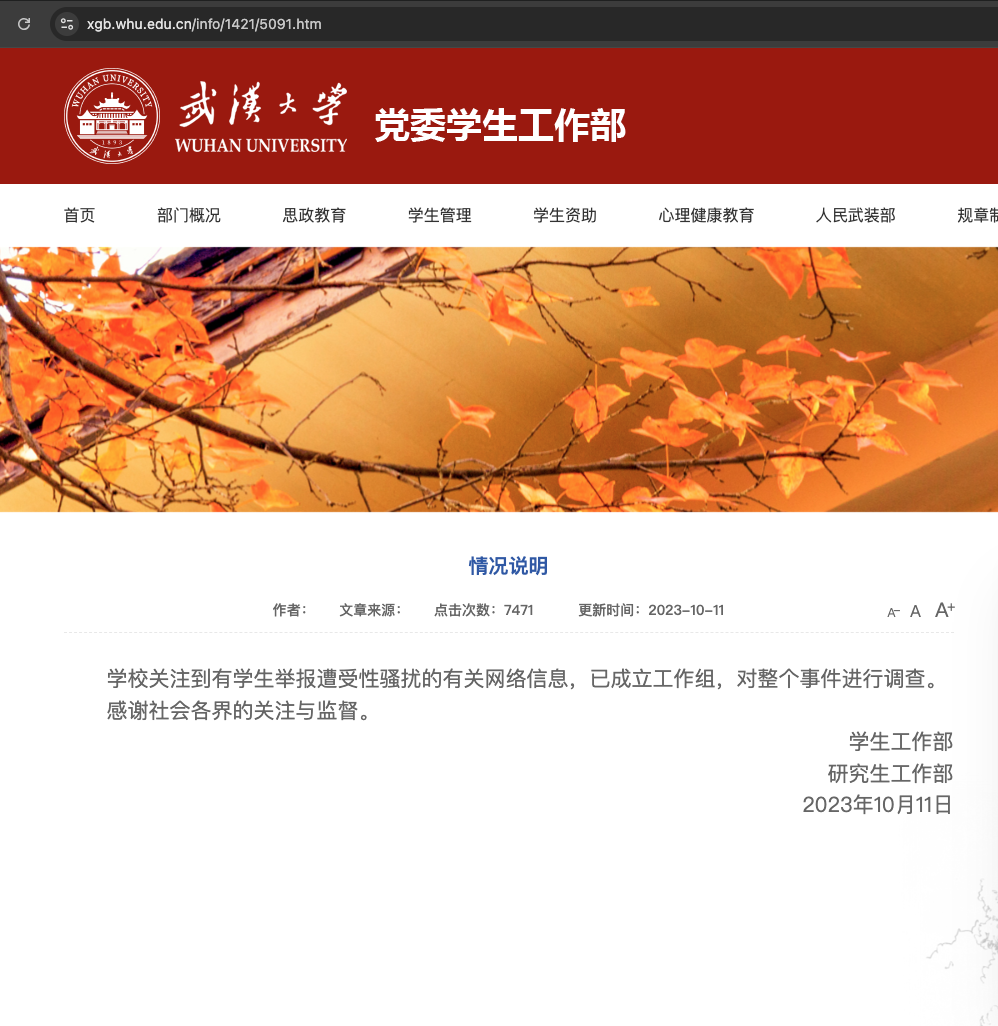 xgb.whu.edu.cn/info/1421/5091.htm
WUHAN UNIVERSITY
1893
武漢大學
武漢大學
WUHAN UNIVERSITY
党委学生工作部
首页 部门概况 思政教育 学生管理 学生资助 心理健康教育 人民武装部 规章制
情况说明
作者： 文章来源： 点击次数：7471 更新时间：2023-10-11 A- A A+
学校关注到有学生举报遭受性骚扰的有关网络信息，已成立工作组，对整个事件进行调查。
感谢社会各界的关注与监督。
学生工作部
研究生工作部
2023年10月11日